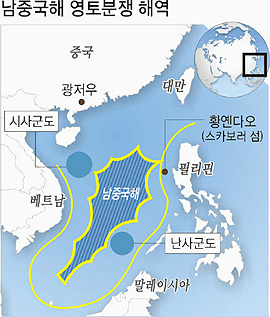 남중국해 영토분쟁 해역
중국
광저우
대만
시사군도
황옌다오
(스카보러 섬)
필리핀
베트남
남중국해
난사군도
말레이시아